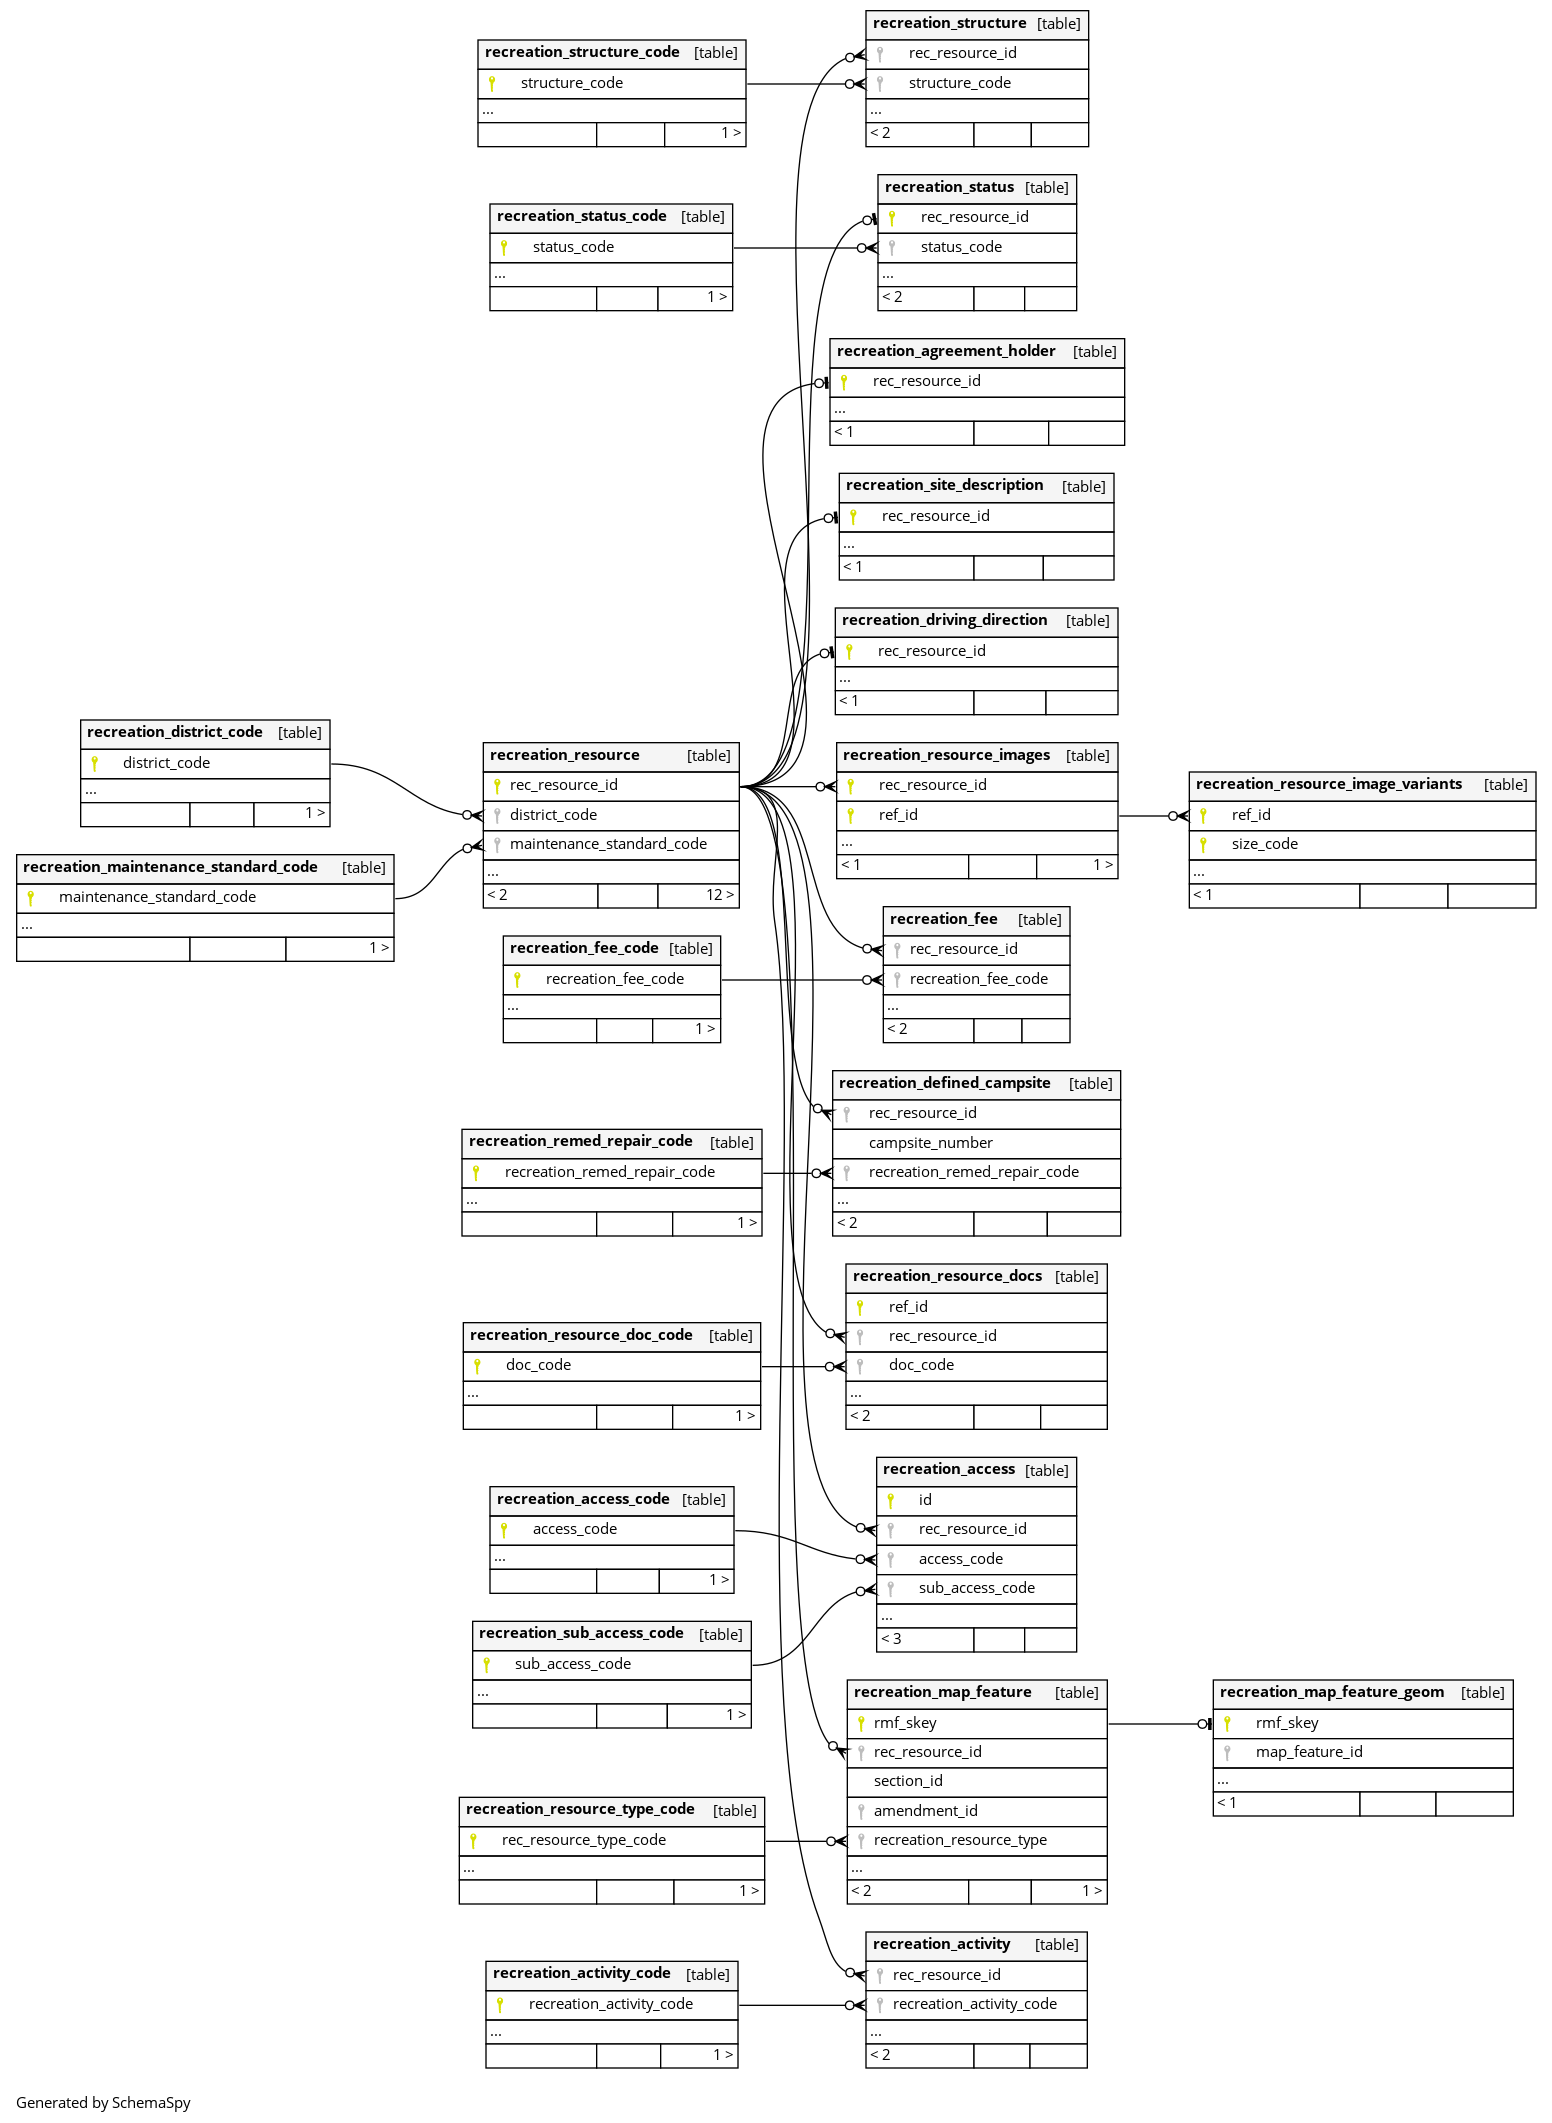 recreation_structure [table]
rec_resource_id
structure_code
...
< 2
recreation_structure_code [table]
structure_code
...
1 >
recreation_status [table]
rec_resource_id
status_code
...
< 2
recreation_status_code [table]
status_code
...
1 >
recreation_agreement_holder [table]
rec_resource_id
...
< 1
recreation_site_description [table]
rec_resource_id
...
< 1
recreation_driving_direction [table]
rec_resource_id
...
< 1
recreation_district_code [table]
district_code
...
1 >
recreation_maintenance_standard_code [table]
maintenance_standard_code
...
1 >
recreation_resource [table]
rec_resource_id
district_code
maintenance_standard_code
...
< 2 12 >
recreation_resource_images [table]
rec_resource_id
ref_id
...
< 1 1 >
recreation_resource_image_variants [table]
ref_id
size_code
...
< 1
recreation_fee [table]
rec_resource_id
recreation_fee_code
...
< 2
recreation_fee_code [table]
recreation_fee_code
...
1 >
recreation_defined_campsite [table]
rec_resource_id
campsite_number
recreation_remed_repair_code
...
< 2
recreation_remed_repair_code [table]
recreation_remed_repair_code
...
1 >
recreation_resource_docs [table]
ref_id
rec_resource_id
doc_code
...
< 2
recreation_resource_doc_code [table]
doc_code
...
1 >
recreation_access [table]
id
rec_resource_id
access_code
sub_access_code
...
< 3
recreation_access_code [table]
access_code
...
1 >
recreation_sub_access_code [table]
sub_access_code
...
1 >
recreation_map_feature [table]
rmf_skey
rec_resource_id
section_id
amendment_id
recreation_resource_type
...
< 2 1 >
recreation_map_feature_geom [table]
rmf_skey
map_feature_id
...
< 1
recreation_resource_type_code [table]
rec_resource_type_code
...
1 >
recreation_activity [table]
rec_resource_id
recreation_activity_code
...
< 2
recreation_activity_code [table]
recreation_activity_code
...
1 >
Generated by SchemaSpy